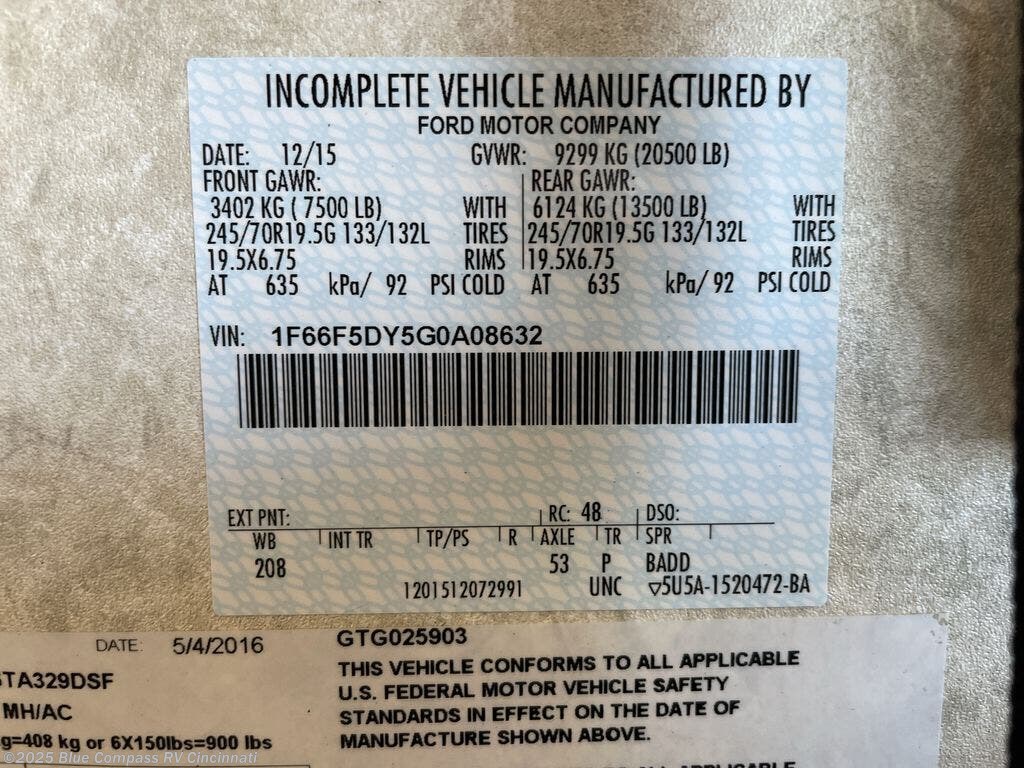 INCOMPLETE VEHICLE MANUFACTURED BY
FORD MOTOR COMPANY
DATE: 12/15 GVWR: 9299 KG (20500 LB)
FRONT GAWR: REAR GAWR:
3402 KG ( 7500 LB) WITH 6124 KG (13500 LB) WITH
245/70R19.5G 133/132L TIRES 245/70R19.5G 133/132L TIRES
19.5X6.75 RIMS 19.5X6.75 RIMS
AT 635 kPa/ 92 PSI COLD AT 635 kPa/ 92 PSI COLD
VIN: 1F66F5DY5G0A08632
EXT PNT: RC: 48 DSO:
WB INT TR TP/PS R AXLE TR SPR
208 53 P BADD
1201512072991 UNC ▽5U5A-1520472-BA
DATE: 5/4/2016 GTG025903
TA329DSF
MH/AC
g=408 kg or 6X150lbs=900 lbs
THIS VEHICLE CONFORMS TO ALL APPLICABLE
U.S. FEDERAL MOTOR VEHICLE SAFETY
STANDARDS IN EFFECT ON THE DATE OF
MANUFACTURE SHOWN ABOVE.
©2025 Blue Compass RV Cincinnati